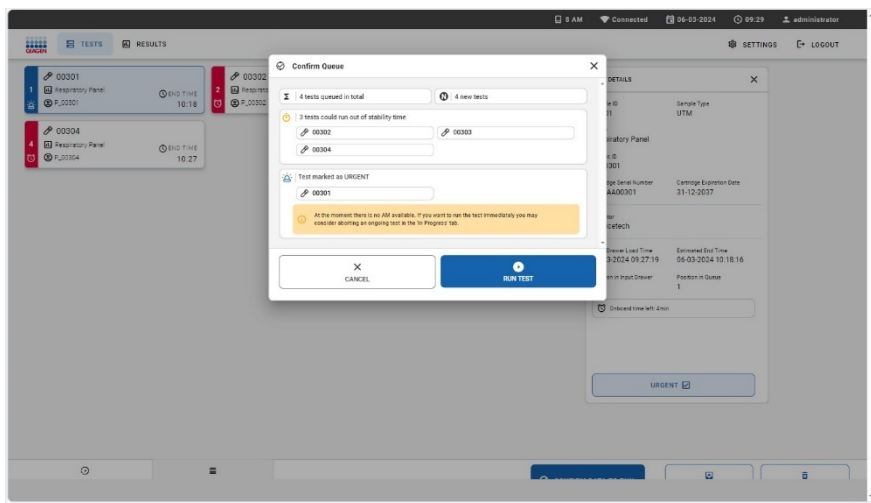 8 AM Connected 06-03-2024 09:29 administrator
QIAGEN TESTS RESULTS SETTINGS LOGOUT
1 00301
Respiratory Panel END TIME
P_00301 10:18
2 00302
P_00302
4 00304
Respiratory Panel END TIME
P_00304 10:27
Confirm Queue
Σ 4 tests queued in total
N 4 new tests
3 tests could run out of stability time
00302 00303
00304
Test marked as URGENT
00301
At the moment there is no AM available. If you want to run the test immediately you may
consider aborting an ongoing test in the 'In Progress' tab.
CANCEL RUN TEST
DETAILS
Sample Type
UTM
Cartridge Expiration Date
AA00301 31-12-2037
Estimated End Time
06-03-2024 10:18:16
Position in Queue
1
Onboard time left: 4min
URGENT